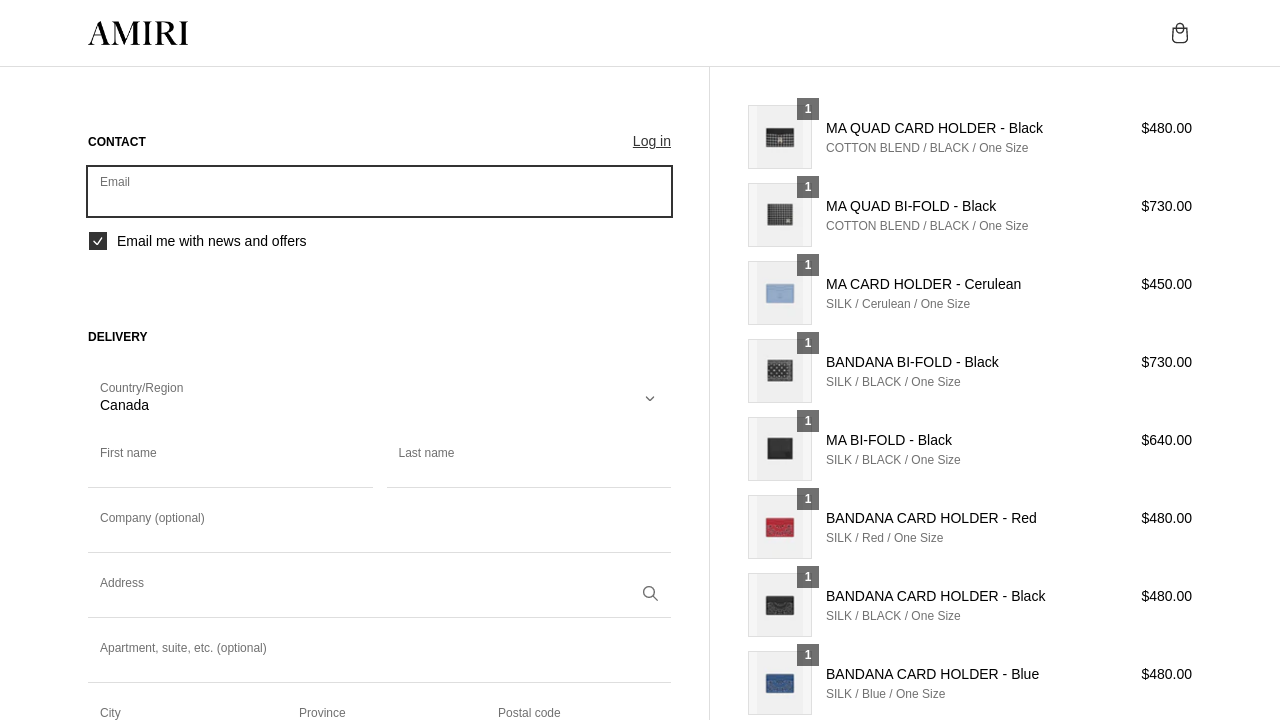 AMIRI
CONTACT
Log in
Email
Email me with news and offers
DELIVERY
Country/Region
Canada
First name
Last name
Company (optional)
Address
Apartment, suite, etc. (optional)
City
Province
Postal code
1
MA QUAD CARD HOLDER - Black
$480.00
COTTON BLEND / BLACK / One Size
1
MA QUAD BI-FOLD - Black
$730.00
COTTON BLEND / BLACK / One Size
1
MA CARD HOLDER - Cerulean
$450.00
SILK / Cerulean / One Size
1
BANDANA BI-FOLD - Black
$730.00
SILK / BLACK / One Size
1
MA BI-FOLD - Black
$640.00
SILK / BLACK / One Size
1
BANDANA CARD HOLDER - Red
$480.00
SILK / Red / One Size
1
BANDANA CARD HOLDER - Black
$480.00
SILK / BLACK / One Size
1
BANDANA CARD HOLDER - Blue
$480.00
SILK / Blue / One Size